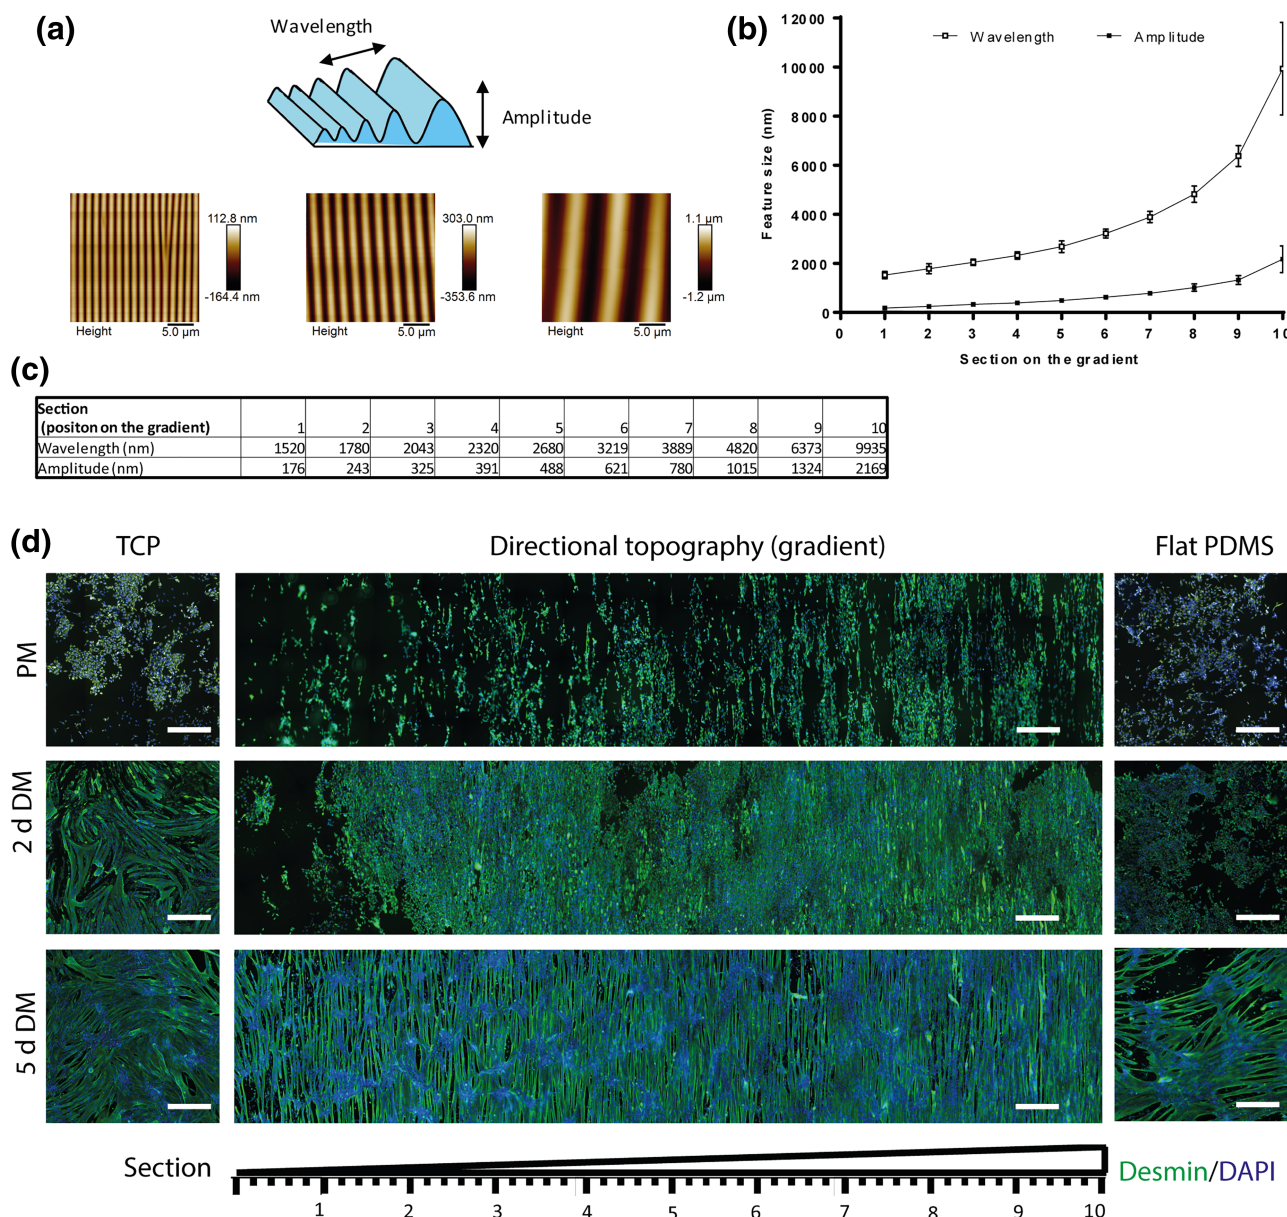 (a)
Wavelength
Amplitude
112.8 nm
-164.4 nm
Height
5.0 µm
303.0 nm
-353.6 nm
Height
5.0 µm
1.1 µm
-1.2 µm
Height
5.0 µm
(b)
Wavelength Amplitude
Feature size (nm)
12000
10000
8000
6000
4000
2000
0
0 1 2 3 4 5 6 7 8 9 10
Section on the gradient
(c)
Section
(positon on the gradient) 1 2 3 4 5 6 7 8 9 10
Wavelength (nm) 1520 1780 2043 2320 2680 3219 3889 4820 6373 9935
Amplitude (nm) 176 243 325 391 488 621 780 1015 1324 2169
(d)
TCP Directional topography (gradient) Flat PDMS
PM
2 d DM
5 d DM
Section
1 2 3 4 5 6 7 8 9 10
Desmin/DAPI